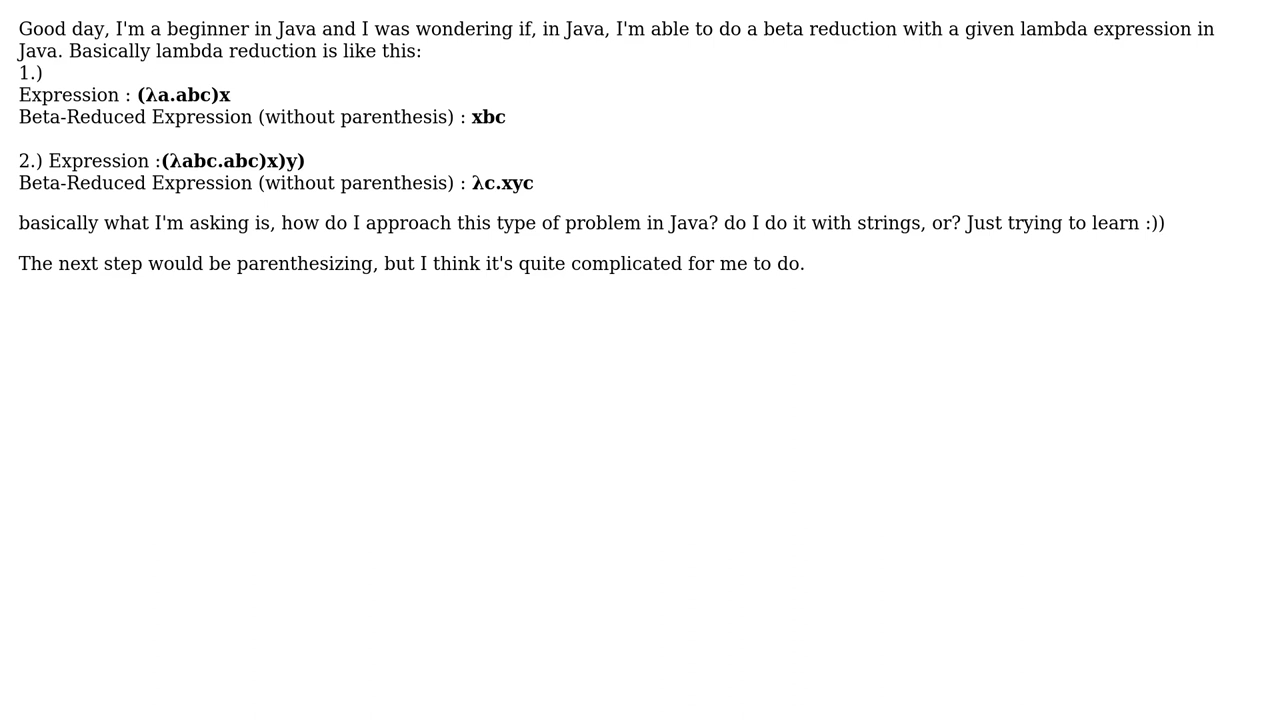 Good day, I'm a beginner in Java and I was wondering if, in Java, I'm able to do a beta reduction with a given lambda expression in
Java. Basically lambda reduction is like this:
1.)
Expression : (λa.abc)x
Beta-Reduced Expression (without parenthesis) : xbc
2.) Expression :(λabc.abc)x)y)
Beta-Reduced Expression (without parenthesis) : λc.xyc
basically what I'm asking is, how do I approach this type of problem in Java? do I do it with strings, or? Just trying to learn :))
The next step would be parenthesizing, but I think it's quite complicated for me to do.